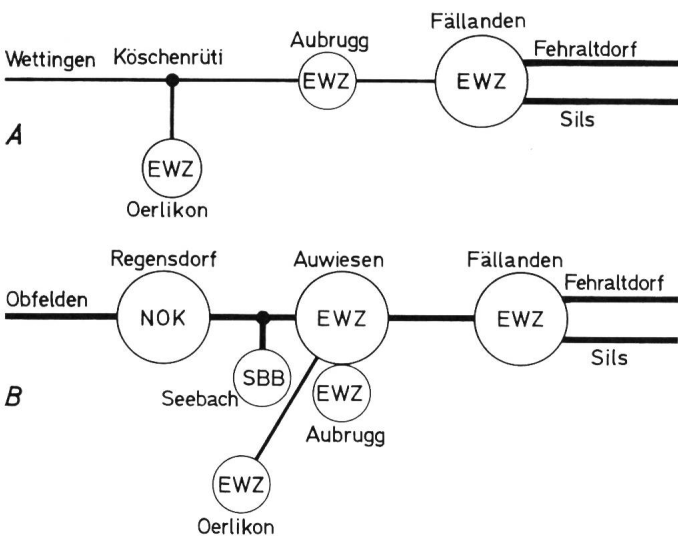 Fällanden
Aubrugg
Wettingen Köschenrüti
Fehraltdorf
EWZ EWZ
Sils
A
EWZ
Oerlikon
Regensdorf Auwiesen Fällanden
Obfelden
Fehraltdorf
NOK EWZ EWZ
Sils
SBB
Seebach
EWZ
B
Aubrugg
EWZ
Oerlikon